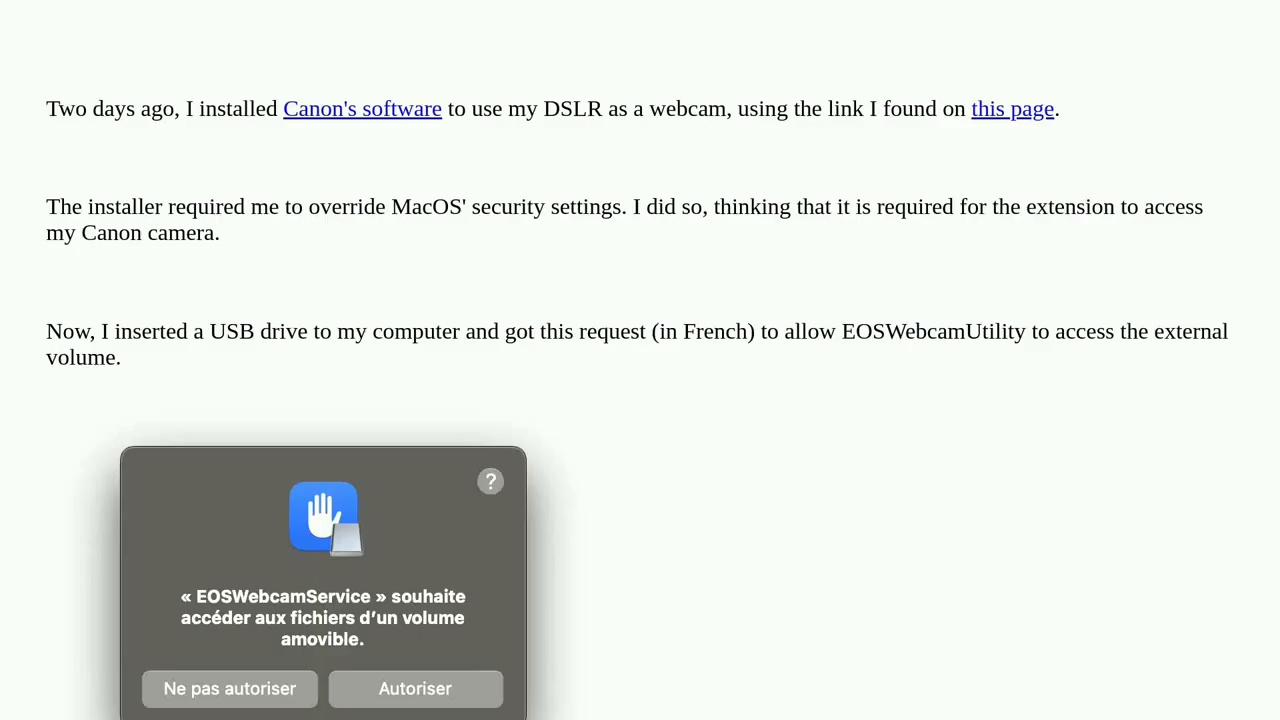 Two days ago, I installed Canon's software to use my DSLR as a webcam, using the link I found on this page.
The installer required me to override MacOS' security settings. I did so, thinking that it is required for the extension to access
my Canon camera.
Now, I inserted a USB drive to my computer and got this request (in French) to allow EOSWebcamUtility to access the external
volume.
?
« EOSWebcamService » souhaite
accéder aux fichiers d’un volume
amovible.
Ne pas autoriser Autoriser